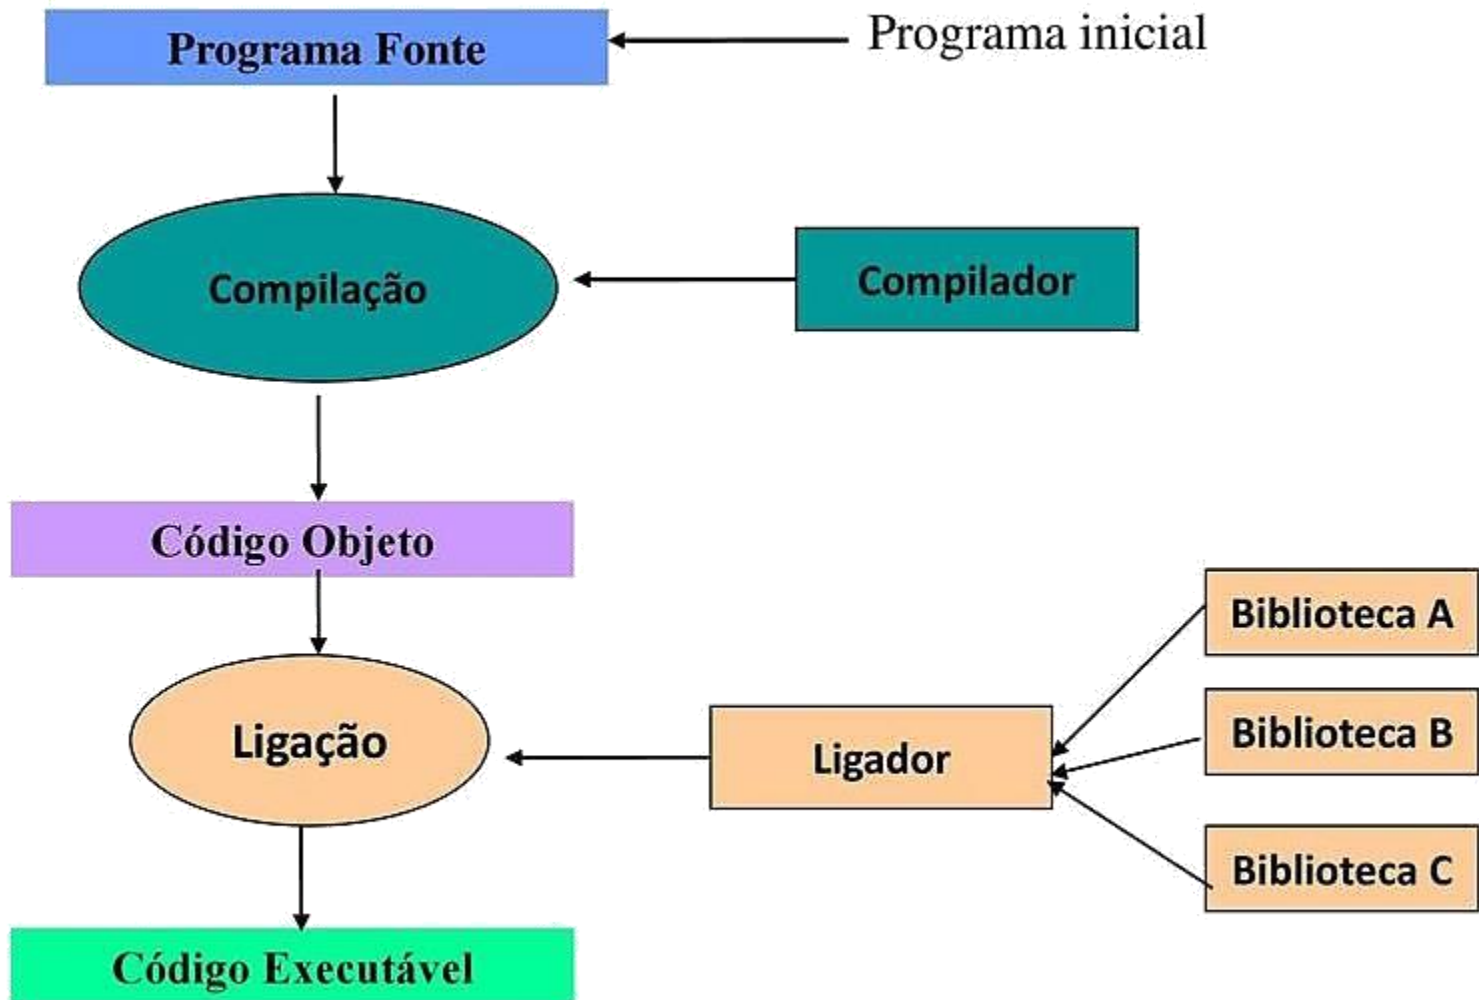 Programa Fonte
Programa inicial
Compilação
Compilador
Código Objeto
Biblioteca A
Biblioteca B
Ligação
Ligador
Biblioteca C
Código Executável